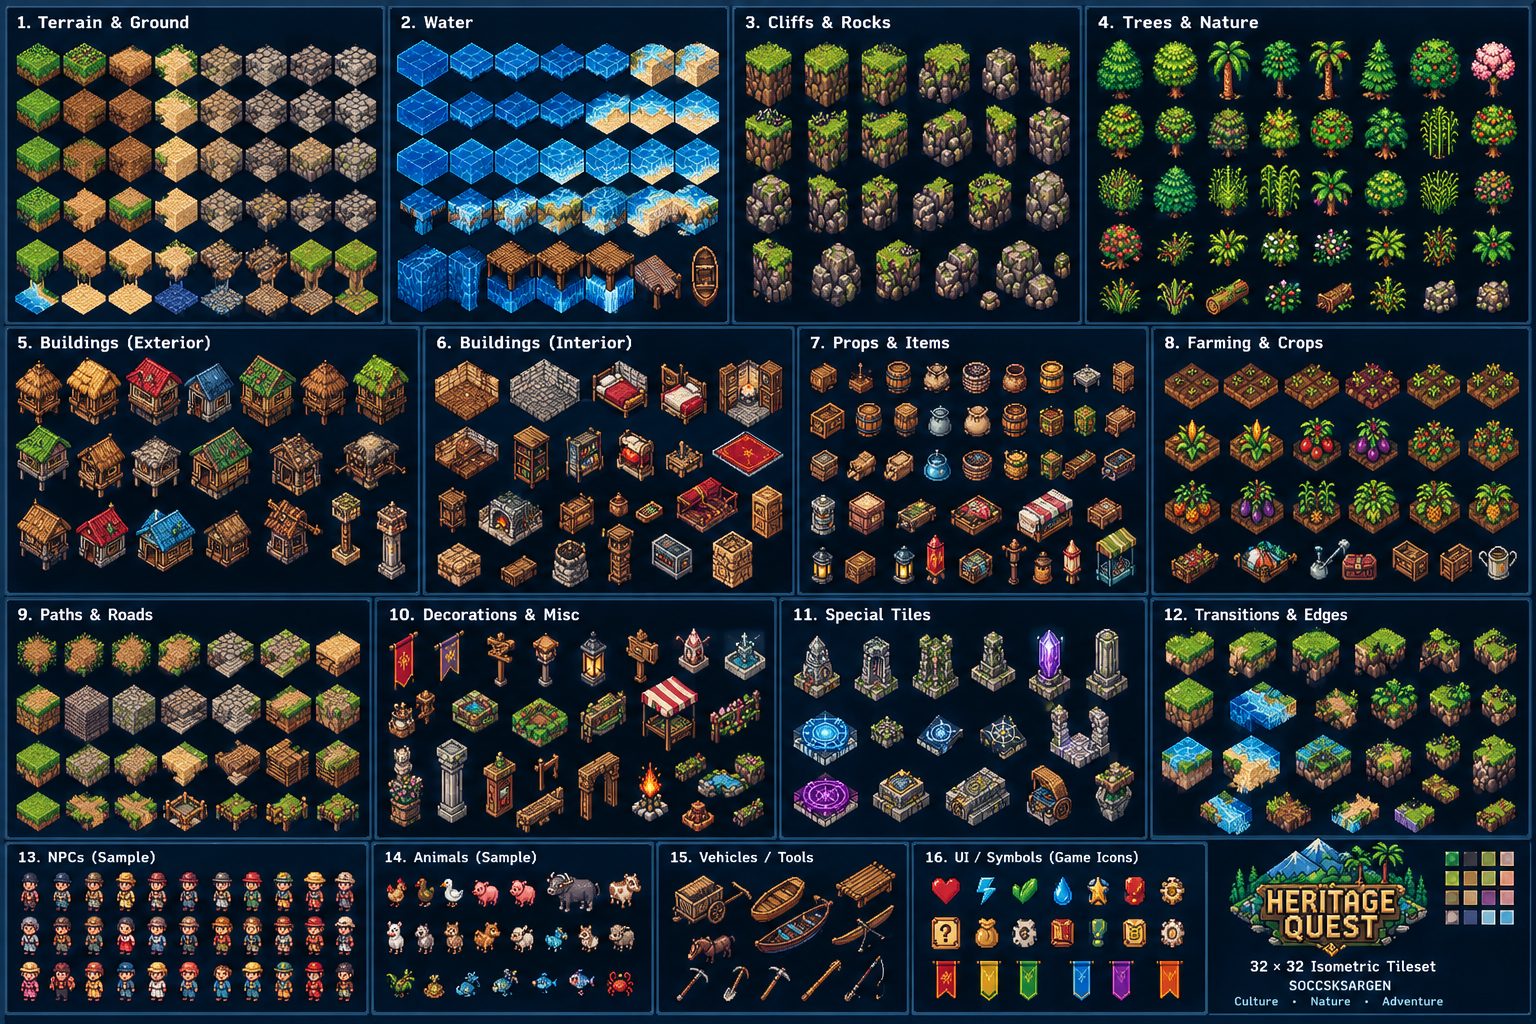 1. Terrain & Ground
2. Water
3. Cliffs & Rocks
4. Trees & Nature
5. Buildings (Exterior)
6. Buildings (Interior)
7. Props & Items
8. Farming & Crops
9. Paths & Roads
10. Decorations & Misc
11. Special Tiles
12. Transitions & Edges
13. NPCs (Sample)
14. Animals (Sample)
15. Vehicles / Tools
16. UI / Symbols (Game Icons)
?
HERITAGE
QUEST
32 × 32 Isometric Tileset
SOCCSKSARGEN
Culture • Nature • Adventure